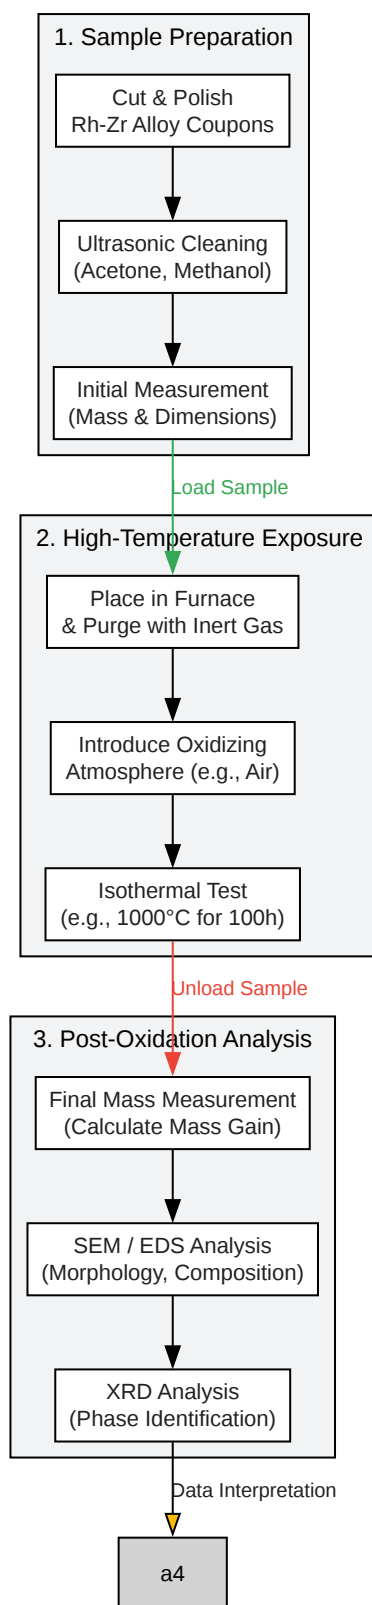 1. Sample Preparation
Cut & Polish
Rh-Zr Alloy Coupons
Ultrasonic Cleaning
(Acetone, Methanol)
Initial Measurement
(Mass & Dimensions)
Load Sample
2. High-Temperature Exposure
Place in Furnace
& Purge with Inert Gas
Introduce Oxidizing
Atmosphere (e.g., Air)
Isothermal Test
(e.g., 1000°C for 100h)
Unload Sample
3. Post-Oxidation Analysis
Final Mass Measurement
(Calculate Mass Gain)
SEM / EDS Analysis
(Morphology, Composition)
XRD Analysis
(Phase Identification)
Data Interpretation
a4